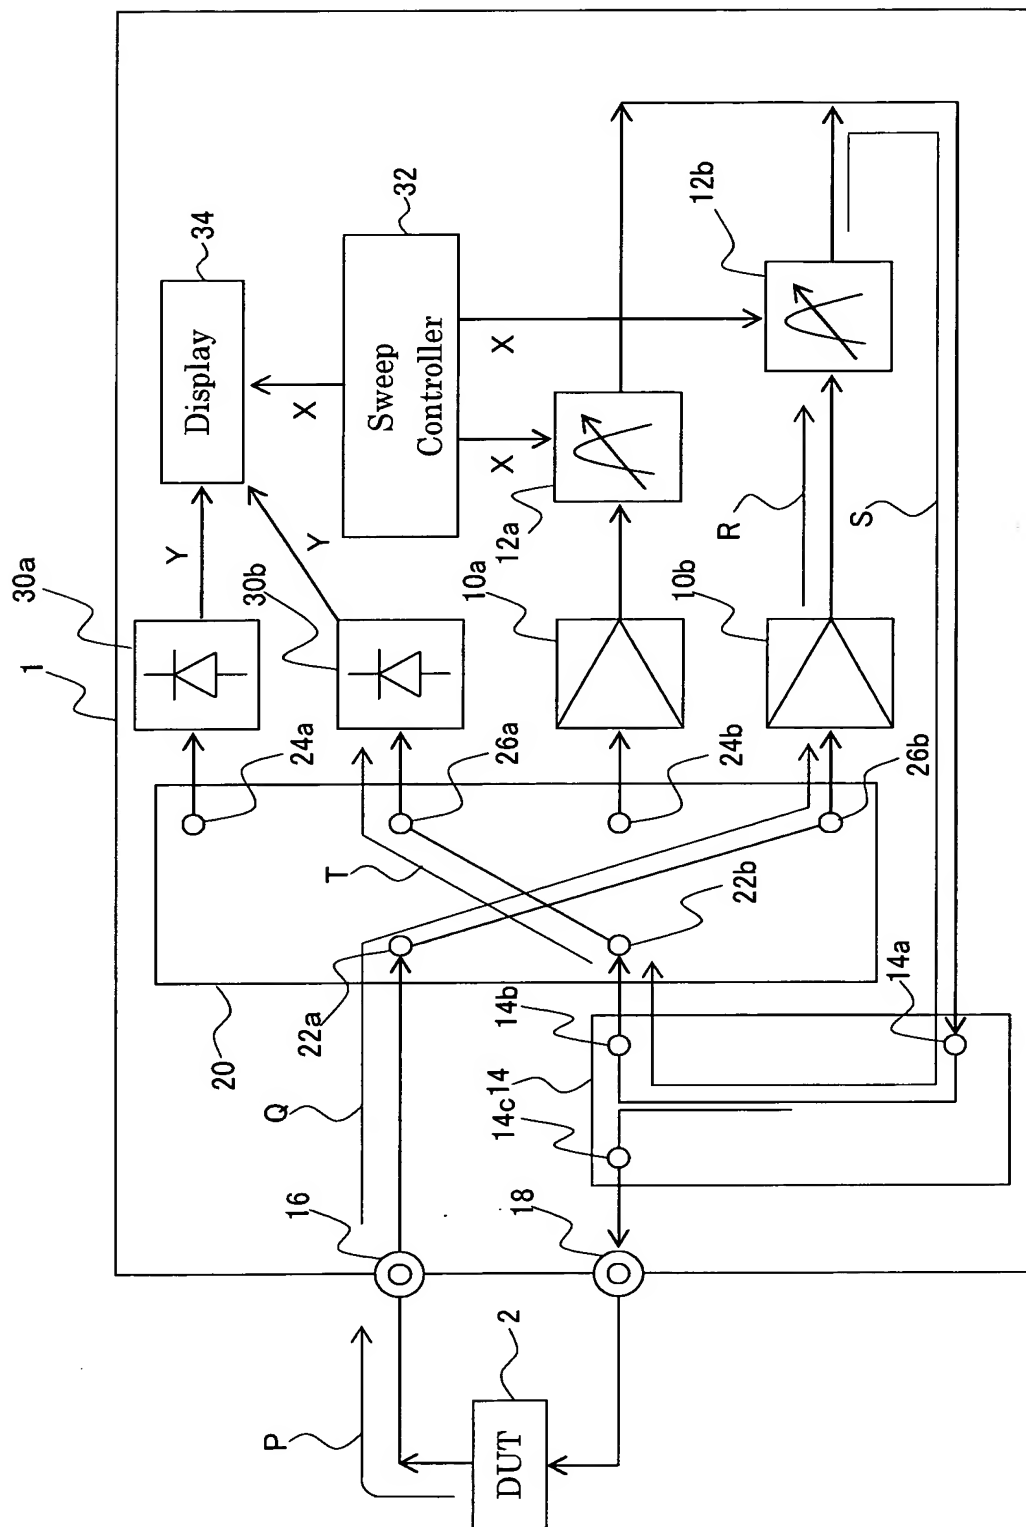 1
30a
Y
34
Display
X
32
Sweep
Controller
30b
Y
X
X
24a
26a
T
12a
12b
10a
10b
R
S
24b
26b
22a
22b
20
Q
14b
14
14c
14a
16
18
P
2
DUT